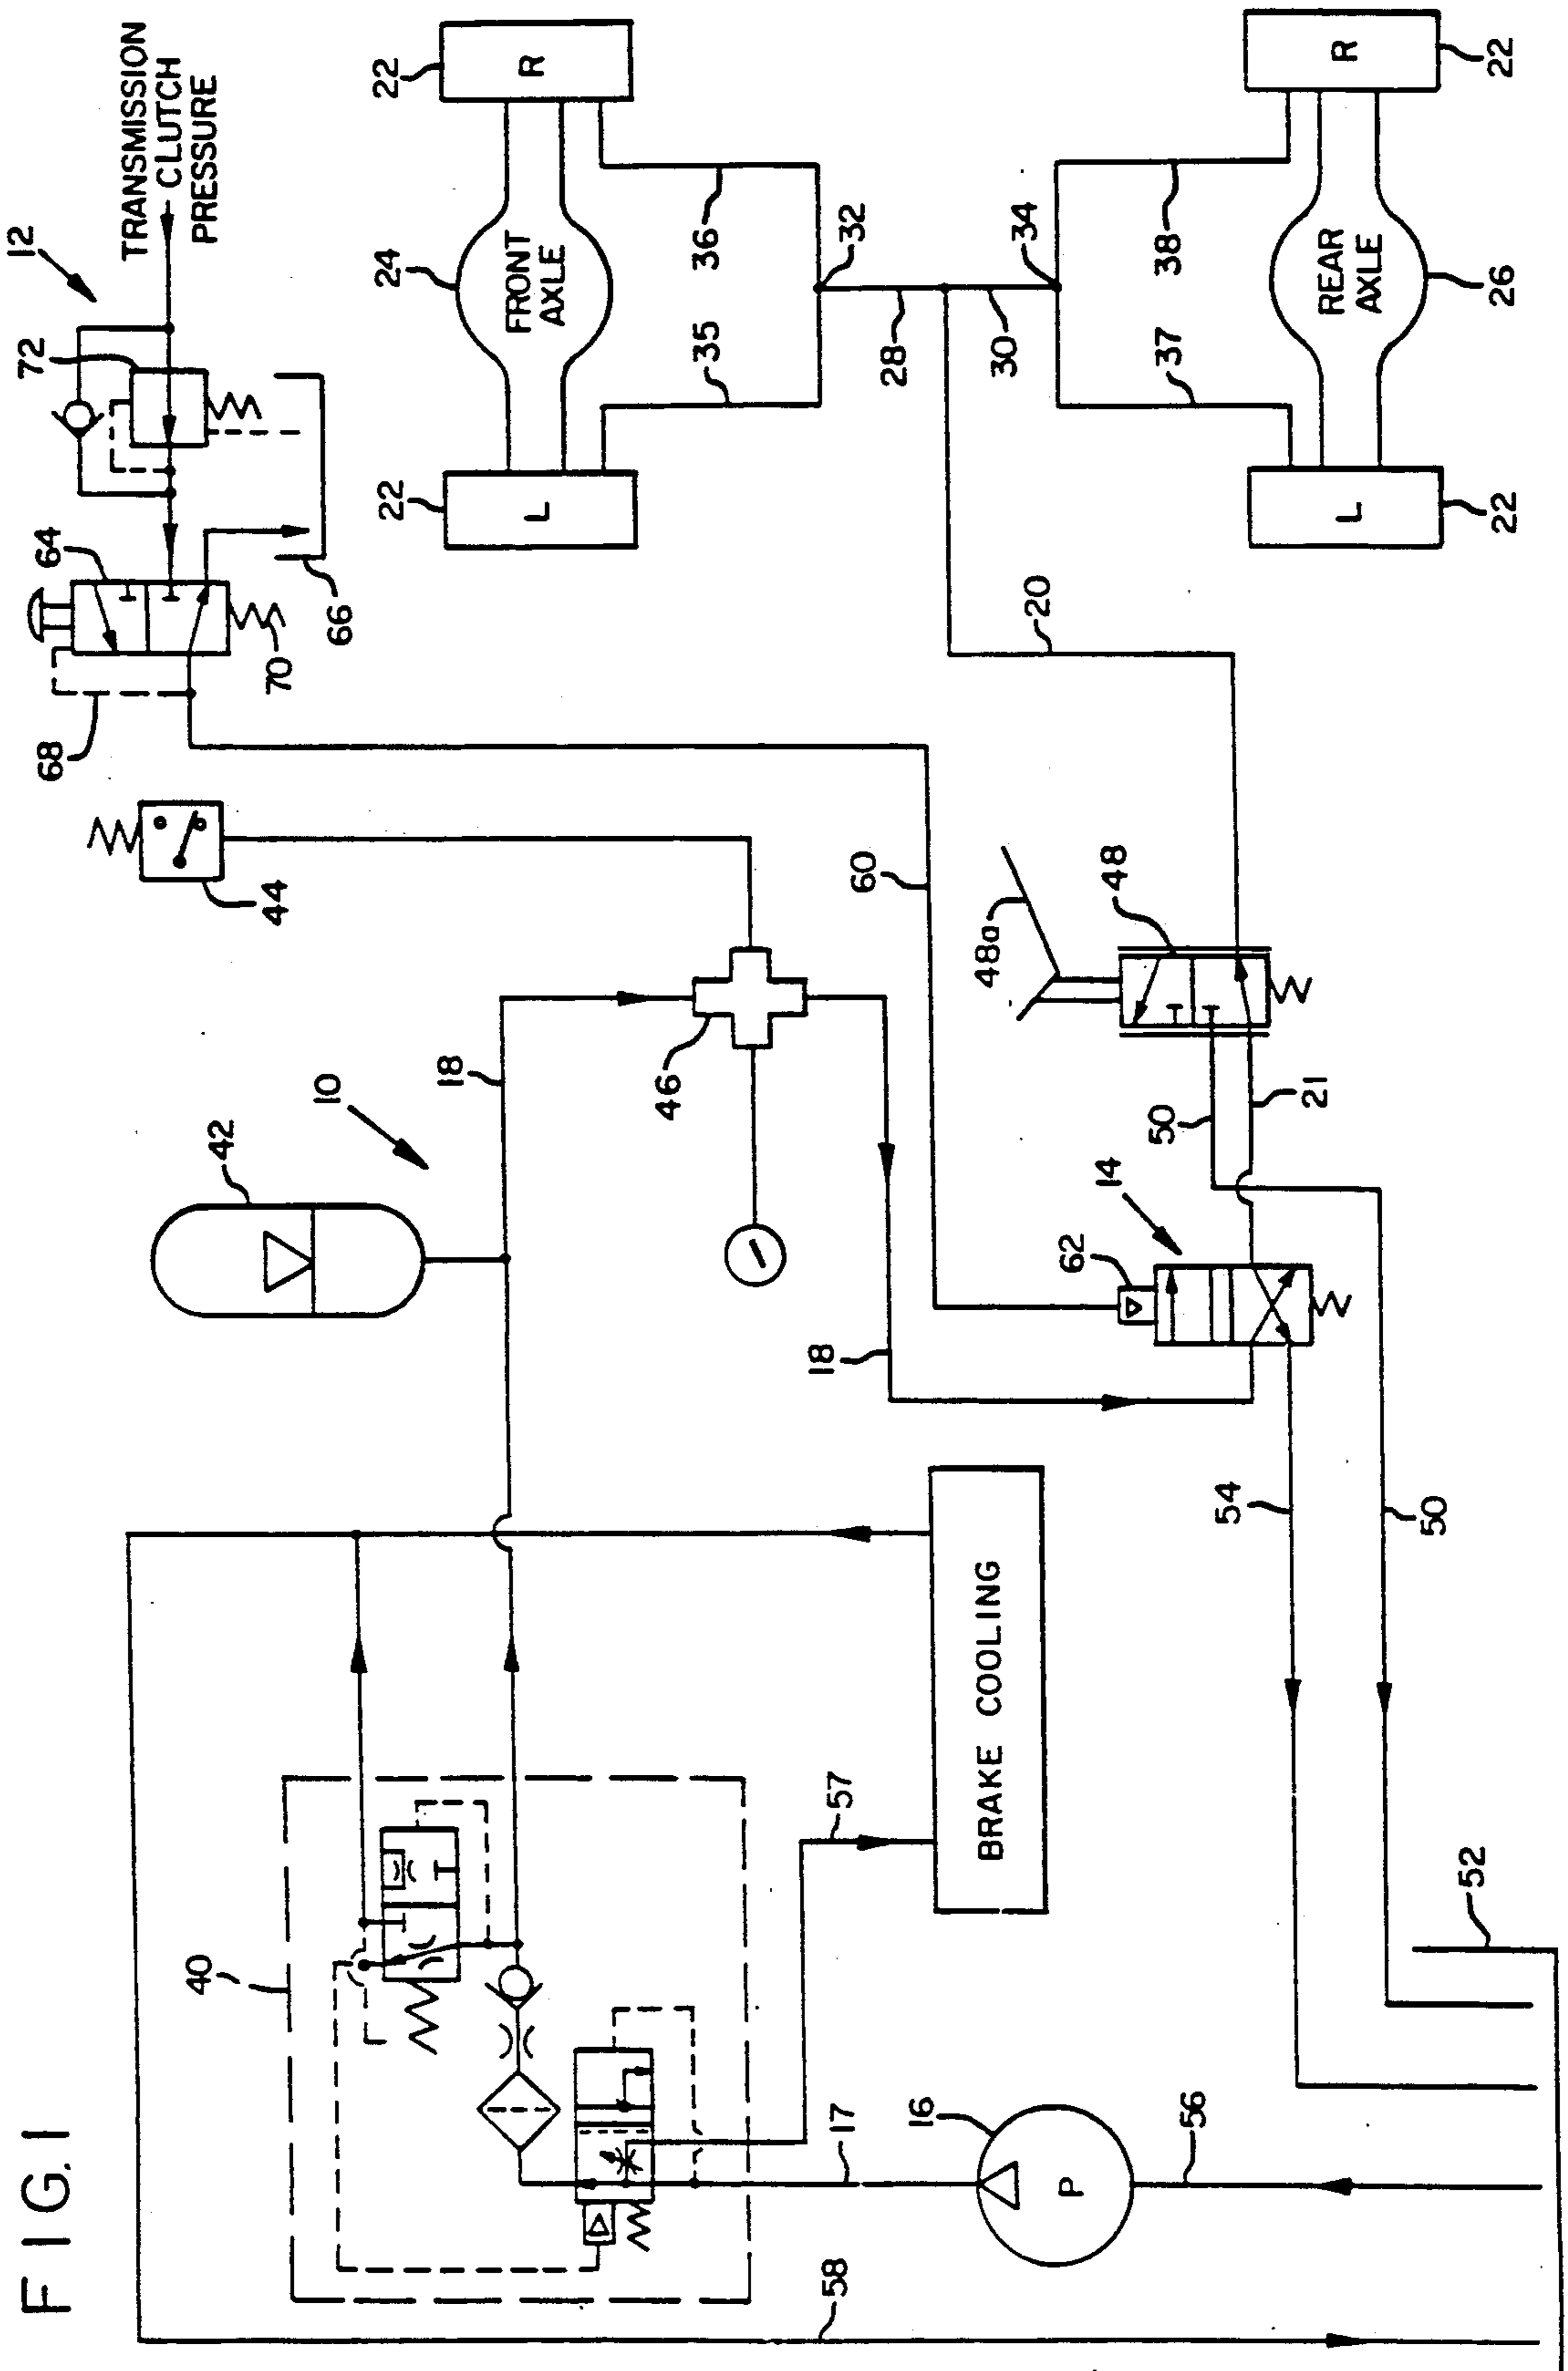 FIG. 1
12
TRANSMISSION
CLUTCH
PRESSURE
72
64
66
68
70
22
R
24
FRONT
AXLE
22
L
36
35
32
28
30
34
38
37
22
R
REAR
AXLE
26
22
L
20
44
60
48a
48
46
18
10
42
50
21
14
62
18
54
50
40
57
BRAKE COOLING
52
16
P
17
56
58